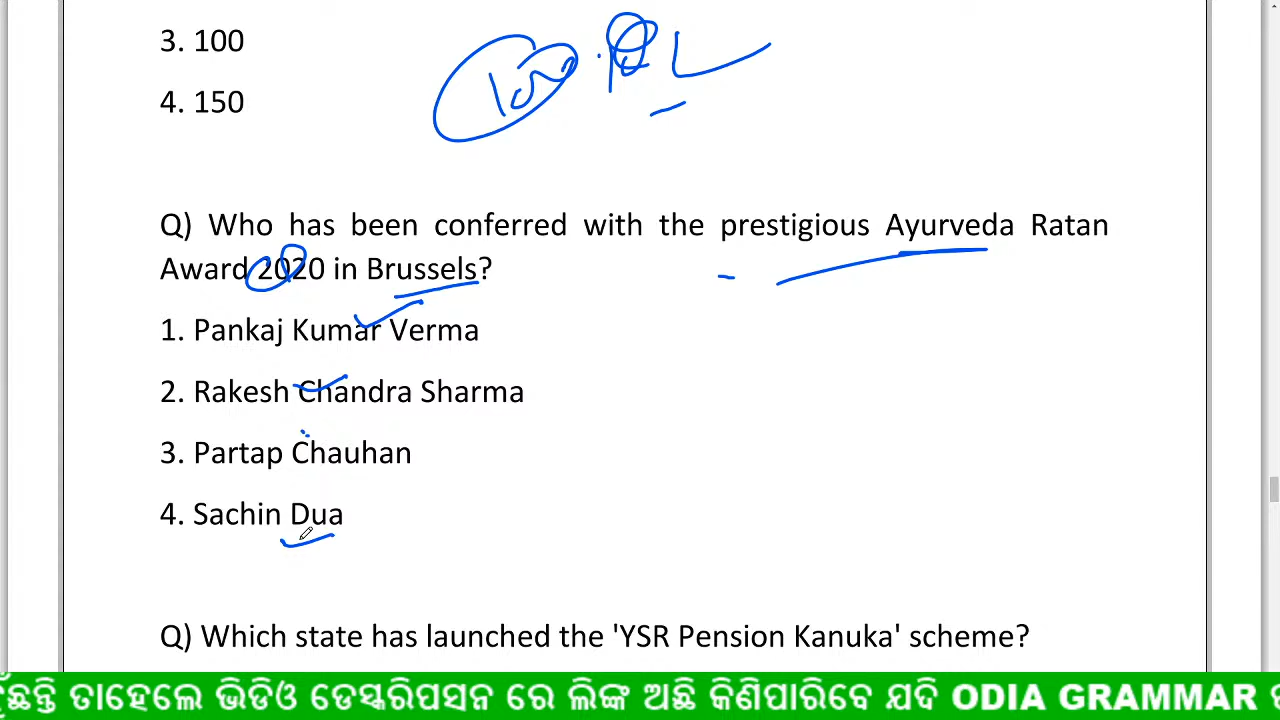 3. 100
4. 150
100
Q) Who has been conferred with the prestigious Ayurveda Ratan
Award 2020 in Brussels?
1. Pankaj Kumar Verma
2. Rakesh Chandra Sharma
3. Partap Chauhan
4. Sachin Dua
Q) Which state has launched the 'YSR Pension Kanuka' scheme?
ତାହେଲେ ଭିଡିଓ ଡେସ୍କରିପସନ ରେ ଲିଙ୍କ ଅଛି କିଣିପାରିବେ ଯଦି ODIA GRAMMAR